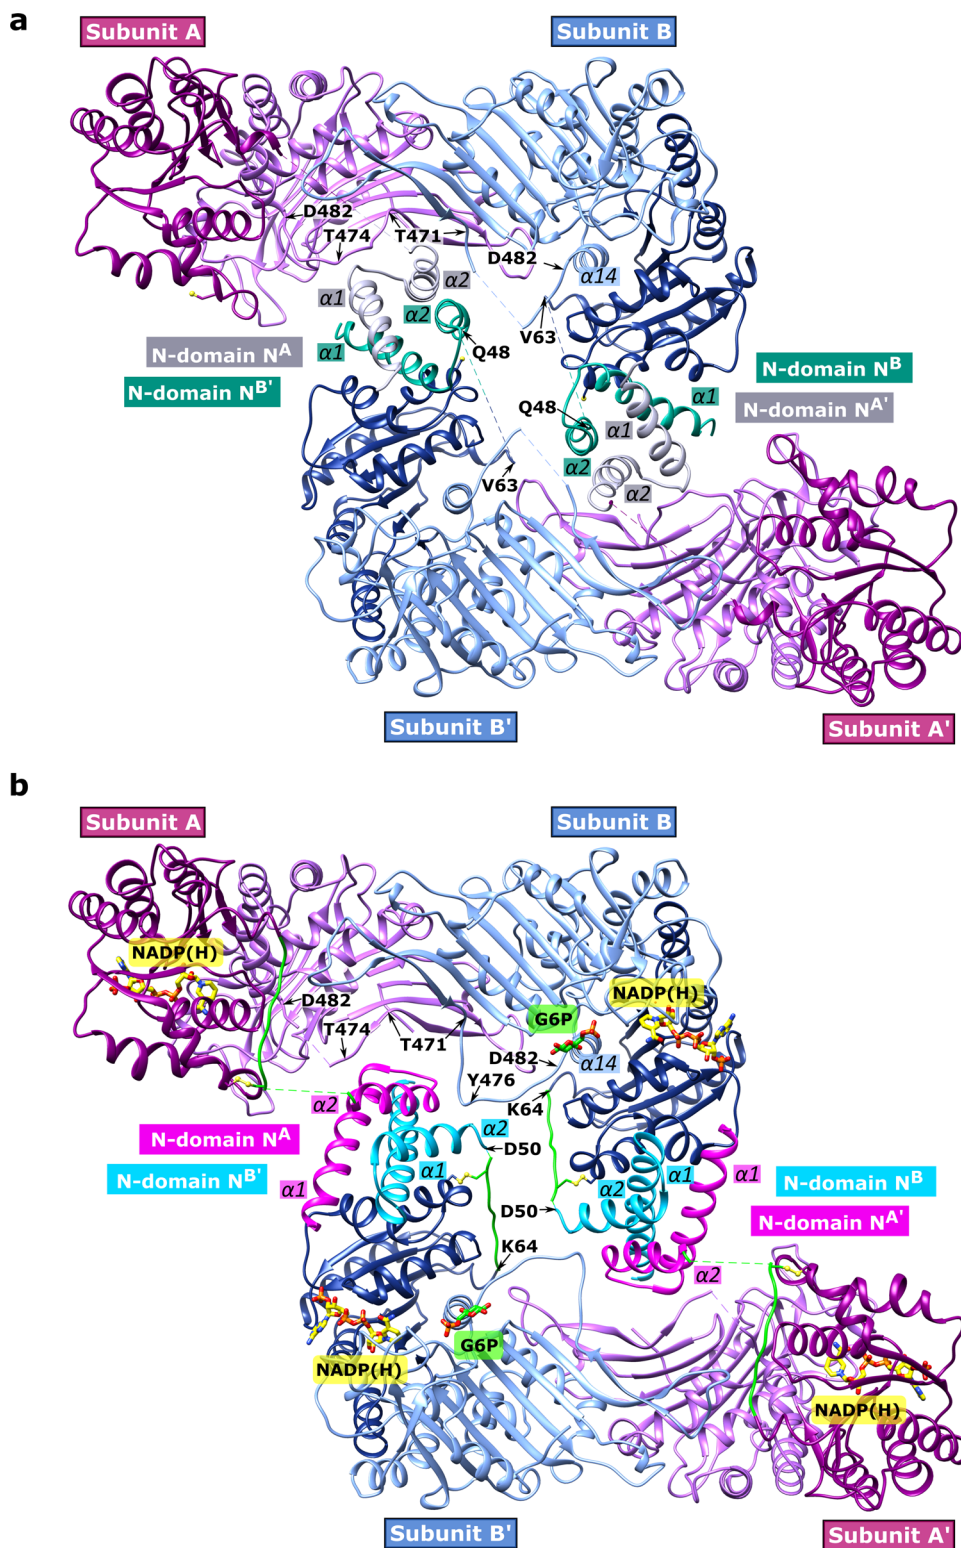 a
Subunit A
Subunit B
D482
T474
T471
D482
α14
α2
α1
α2
α1
V63
Q48
N-domain Nᴬ
N-domain Nᴮ'
N-domain Nᴮ
N-domain Nᴬ'
Q48
α1
α1
α2
α2
V63
Subunit B'
Subunit A'
b
Subunit A
Subunit B
NADP(H)
NADP(H)
D482
G6P
T474
T471
D482
α14
Y476
K64
α2
α2
N-domain Nᴬ
N-domain Nᴮ'
D50
α1
α1
α2
α1
α1
N-domain Nᴮ
N-domain Nᴬ'
D50
K64
α2
G6P
NADP(H)
NADP(H)
Subunit B'
Subunit A'